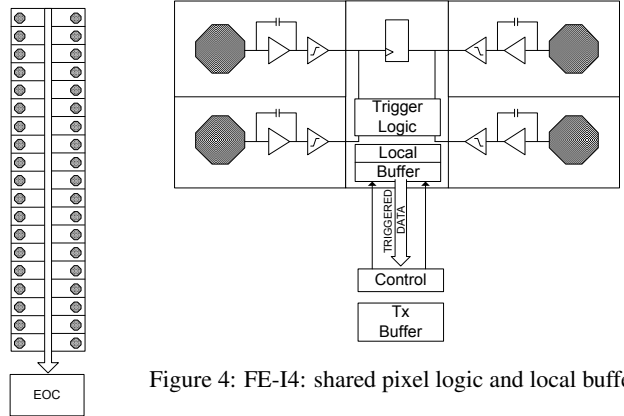 Trigger
Logic
Local
Buffer
TRIGGERED
DATA
Control
Tx
Buffer
EOC
Figure 4: FE-I4: shared pixel logic and local buffe